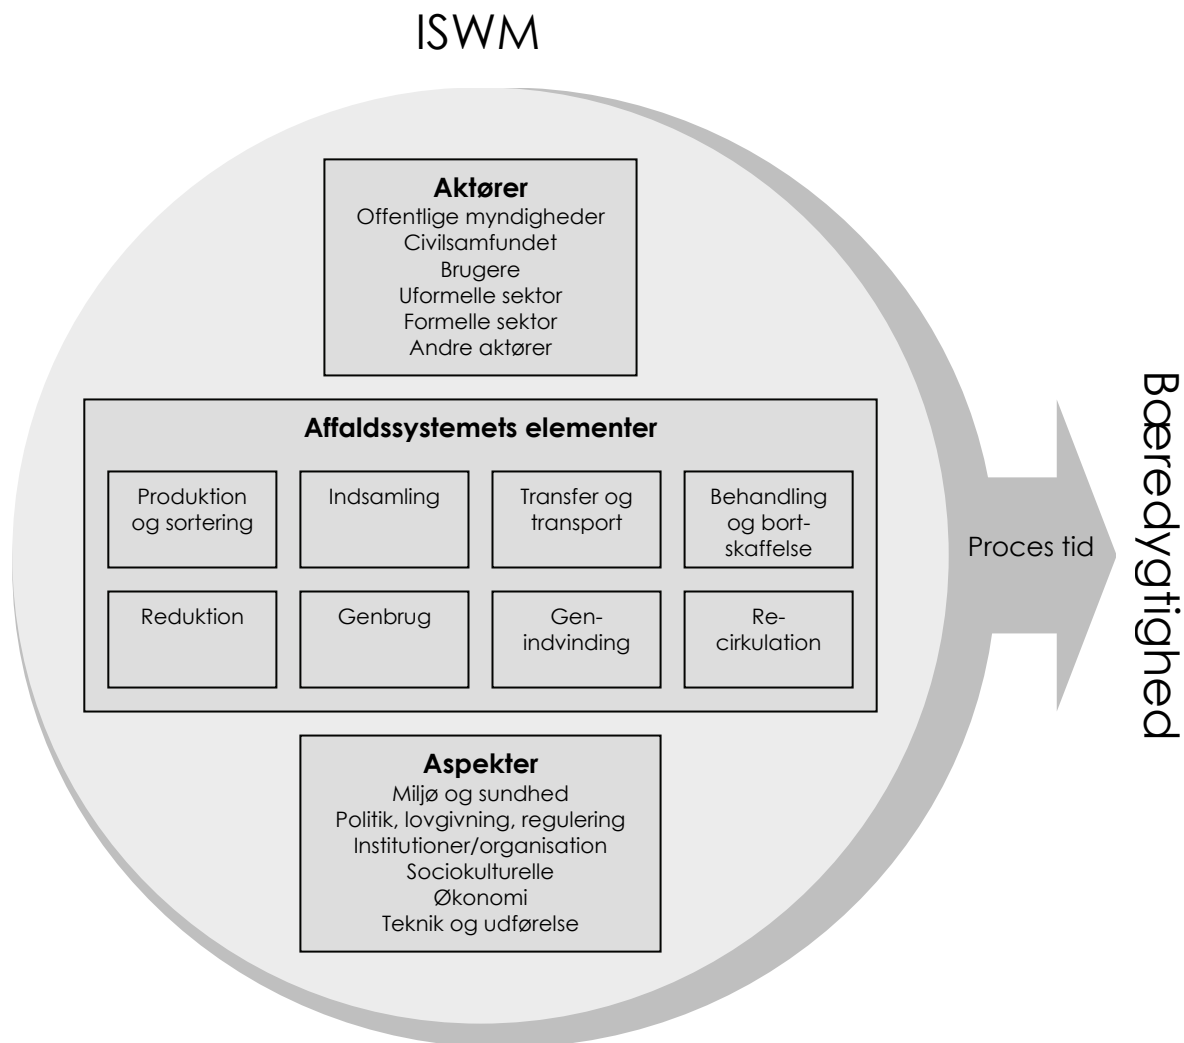 ISWM
Aktører
Offentlige myndigheder
Civilsamfundet
Brugere
Uformelle sektor
Formelle sektor
Andre aktører
Affaldssystemets elementer
Produktion
og sortering
Indsamling
Transfer og
transport
Behandling
og bort-
skaffelse
Reduktion
Genbrug
Gen-
indvinding
Re-
cirkulation
Aspekter
Miljø og sundhed
Politik, lovgivning, regulering
Institutioner/organisation
Sociokulturelle
Økonomi
Teknik og udførelse
Proces tid
Bæredygtighed